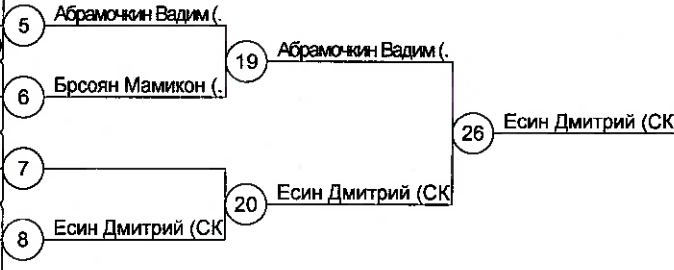 5 Абрамочкин Вадим (.
19 Абрамочкин Вадим (.
6 Брсоян Мамикон (.
26 Есин Дмитрий (СК
7
20 Есин Дмитрий (СК
8 Есин Дмитрий (СК